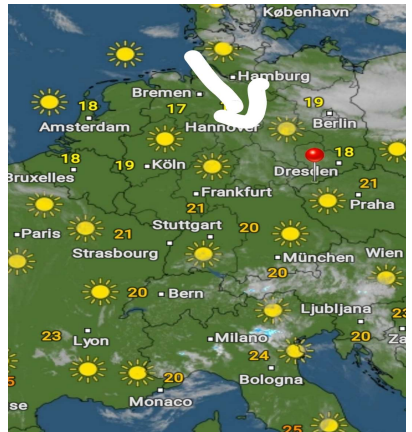 København
Hamburg
Bremen
18
17
19
Amsterdam
Hannover
Berlin
18
19
Köln
18
Bruxelles
Dresden
21
Frankfurt
Praha
21
Paris
21
Stuttgart
20
Strasbourg
München
Wien
20
20
Bern
Ljubljana
23
Lyon
Milano
20
24
20
Bologna
Monaco
25